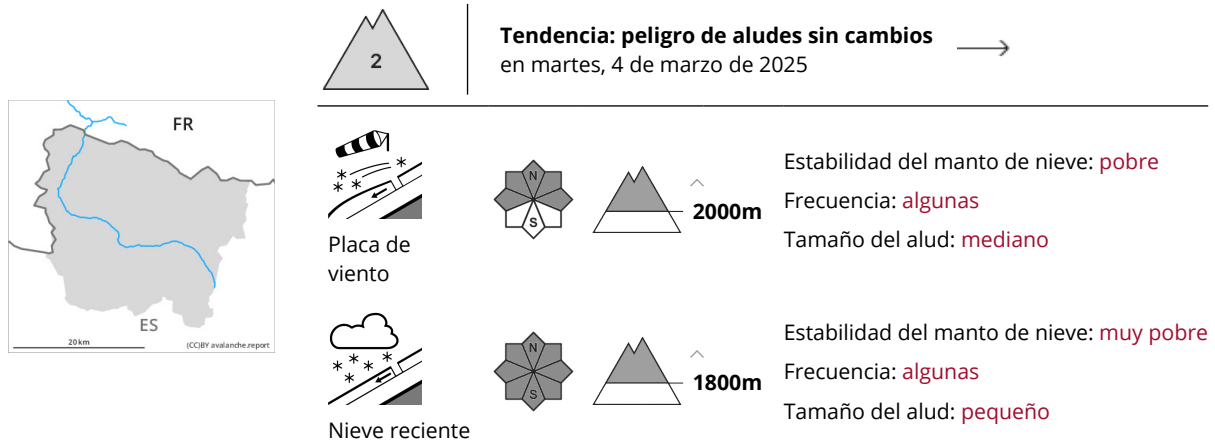 2
Tendencia: peligro de aludes sin cambios
en martes, 4 de marzo de 2025
FR
ES
20 km
(CC)BY avalanche.report
Placa de
viento
N
S
2000m
Estabilidad del manto de nieve: pobre
Frecuencia: algunas
Tamaño del alud: mediano
Nieve reciente
N
S
1800m
Estabilidad del manto de nieve: muy pobre
Frecuencia: algunas
Tamaño del alud: pequeño